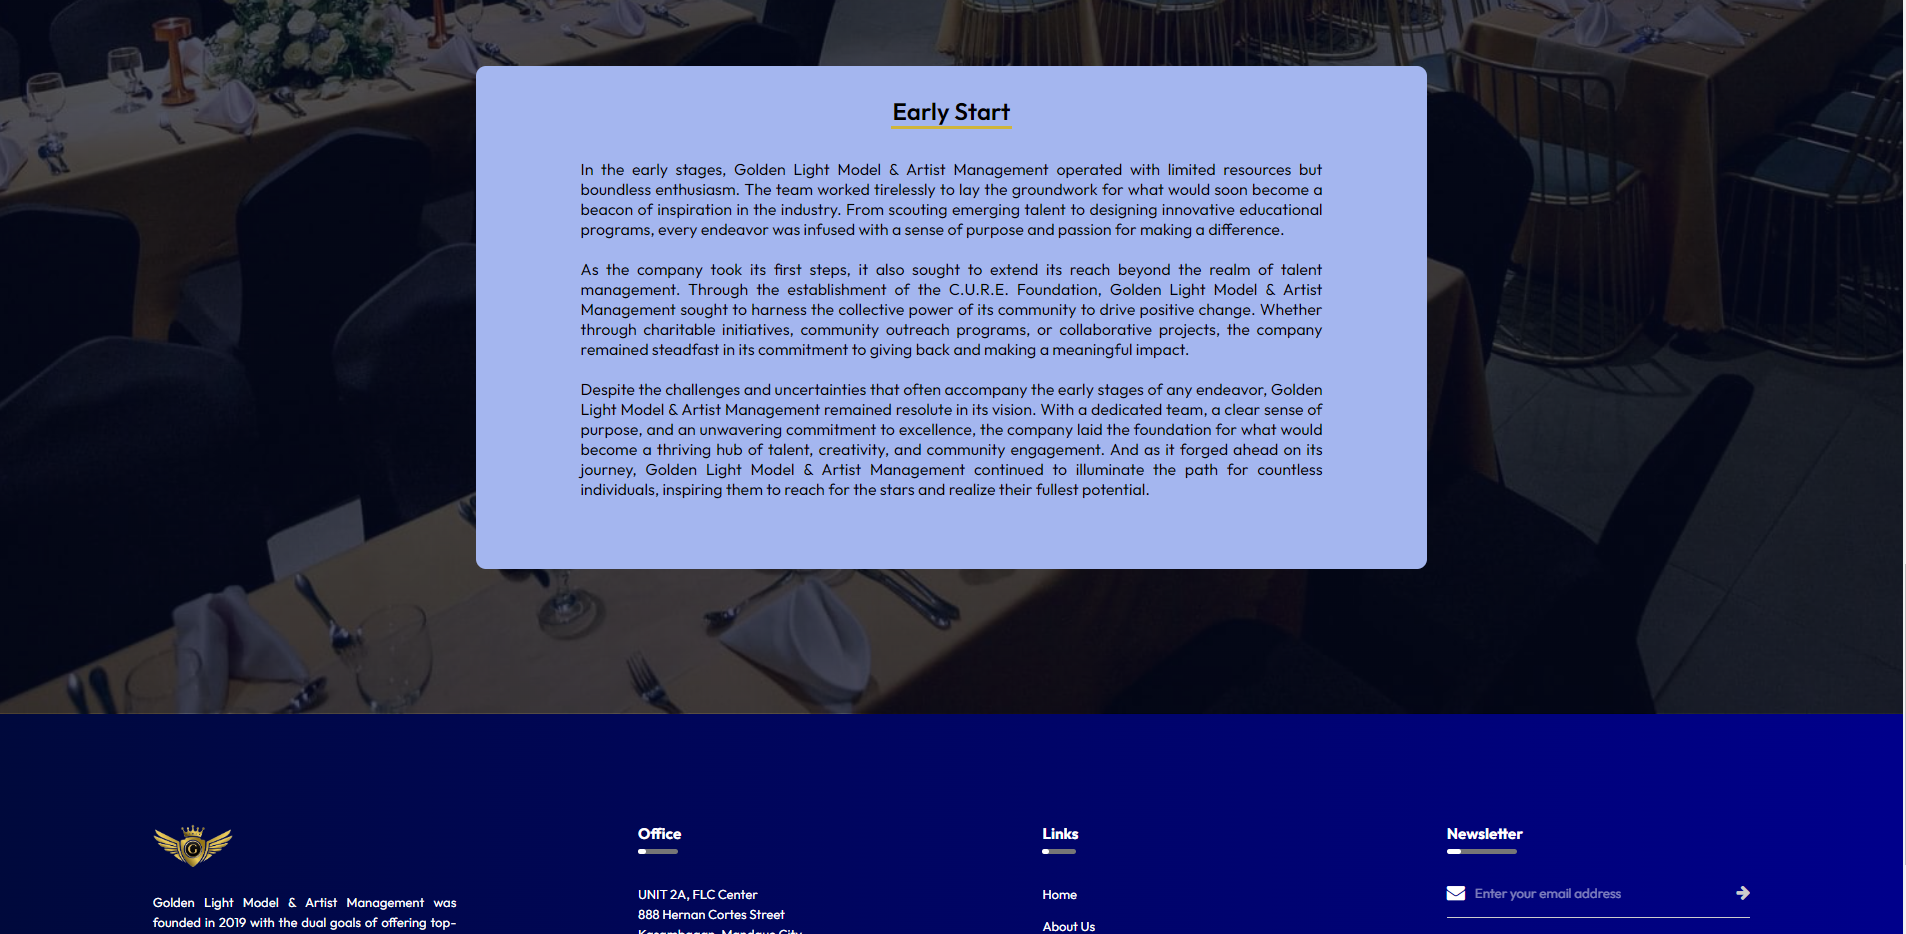 Early Start
In the early stages, Golden Light Model & Artist Management operated with limited resources but
boundless enthusiasm. The team worked tirelessly to lay the groundwork for what would soon become a
beacon of inspiration in the industry. From scouting emerging talent to designing innovative educational
programs, every endeavor was infused with a sense of purpose and passion for making a difference.
As the company took its first steps, it also sought to extend its reach beyond the realm of talent
management. Through the establishment of the C.U.R.E. Foundation, Golden Light Model & Artist
Management sought to harness the collective power of its community to drive positive change. Whether
through charitable initiatives, community outreach programs, or collaborative projects, the company
remained steadfast in its commitment to giving back and making a meaningful impact.
Despite the challenges and uncertainties that often accompany the early stages of any endeavor, Golden
Light Model & Artist Management remained resolute in its vision. With a dedicated team, a clear sense of
purpose, and an unwavering commitment to excellence, the company laid the foundation for what would
become a thriving hub of talent, creativity, and community engagement. And as it forged ahead on its
journey, Golden Light Model & Artist Management continued to illuminate the path for countless
individuals, inspiring them to reach for the stars and realize their fullest potential.
G
Golden Light Model & Artist Management was
founded in 2019 with the dual goals of offering top-
Office
UNIT 2A, FLC Center
888 Hernan Cortes Street
Kasambagan, Mandaue City
Links
Home
About Us
Newsletter
Enter your email address